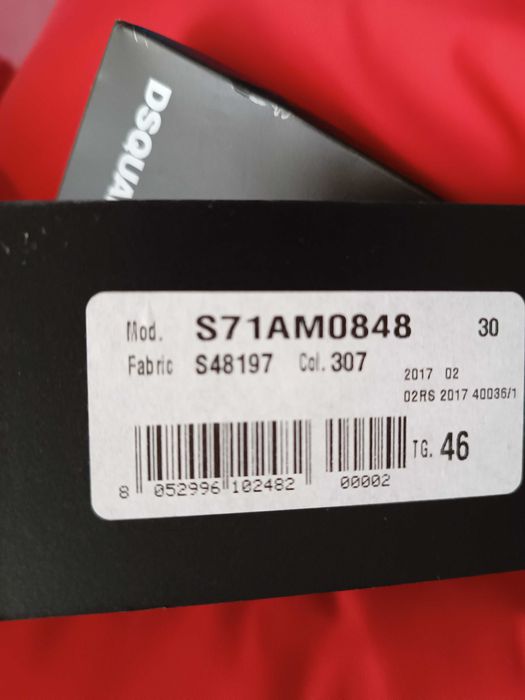 DSQUA
Mod. S71AM0848 30
Fabric S48197 Col. 307
2017 02
02RS 2017 40036/1
TG. 46
8 052996 102482 00002